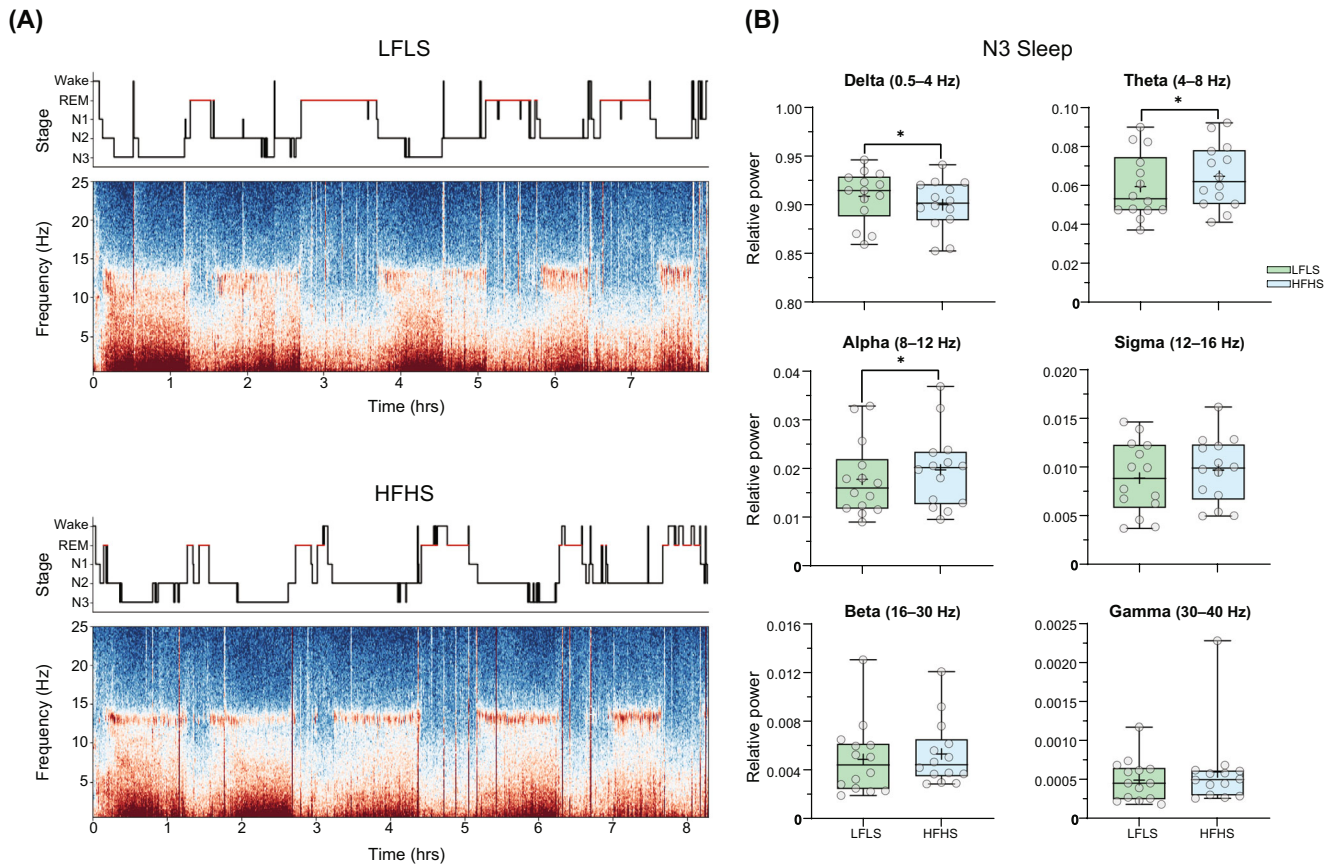 (A)
LFLS
Stage
Wake
REM
N1
N2
N3
Frequency (Hz)
25
20
15
10
5
0 1 2 3 4 5 6 7
Time (hrs)
HFHS
Stage
Wake
REM
N1
N2
N3
Frequency (Hz)
25
20
15
10
5
0 1 2 3 4 5 6 7 8
Time (hrs)
(B)
N3 Sleep
Delta (0.5–4 Hz)
Relative power
1.00
0.95
0.90
0.85
0.80
*
Theta (4–8 Hz)
0.10
0.08
0.06
0.04
0.02
0
*
LFLS
HFHS
Alpha (8–12 Hz)
Relative power
0.04
0.03
0.02
0.01
0
*
Sigma (12–16 Hz)
0.020
0.015
0.010
0.005
0
Beta (16–30 Hz)
Relative power
0.016
0.012
0.008
0.004
0
LFLS HFHS
Gamma (30–40 Hz)
0.0025
0.0020
0.0015
0.0010
0.0005
0
LFLS HFHS